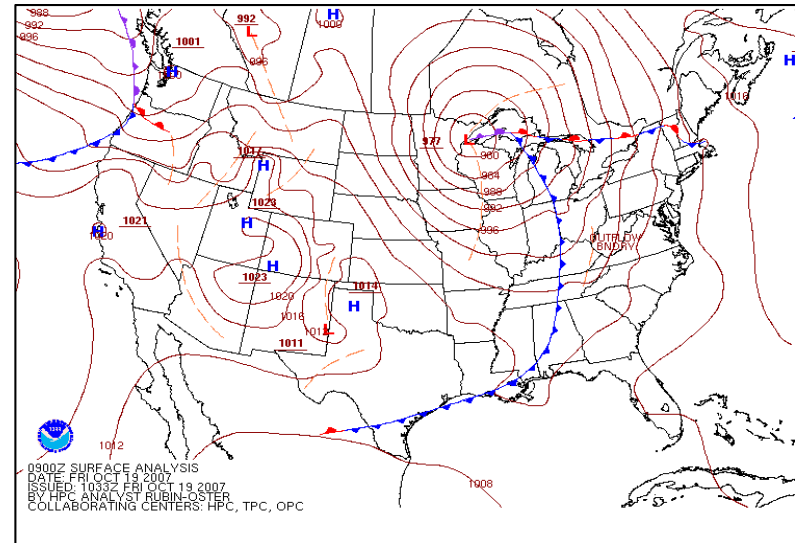 988
992
L
1009
H
992
996
1001
H
1000
996
H
1016
977
L
980
984
988
992
996
1017
H
1023
H
1021
H
1020
OUTFLOW
BNDRY
H
1023
1020
1014
H
1016
1012
L
1011
1012
1008
0900Z SURFACE ANALYSIS
DATE: FRI OCT 19 2007
ISSUED: 1033Z FRI OCT 19 2007
BY HPC ANALYST RUBIN-OSTER
COLLABORATING CENTERS: HPC, TPC, OPC